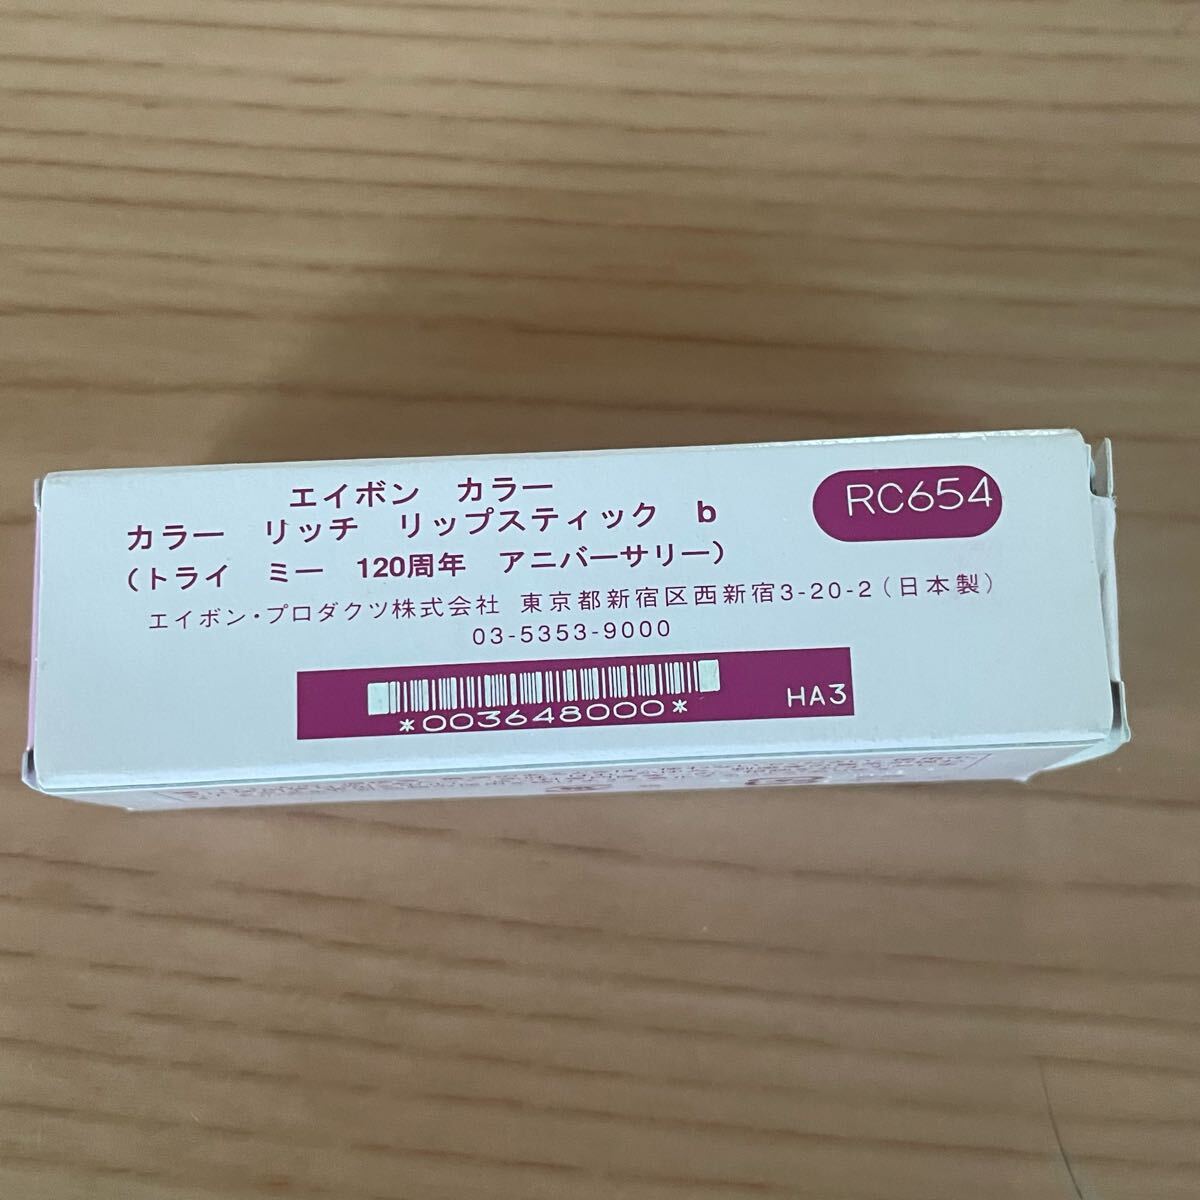 エイボン カラー
カラー リッチ リップスティック b
（トライ ミー 120周年 アニバーサリー）
RC654
エイボン・プロダクツ株式会社 東京都新宿区西新宿3-20-2（日本製）
03-5353-9000
*003648000*
HA3